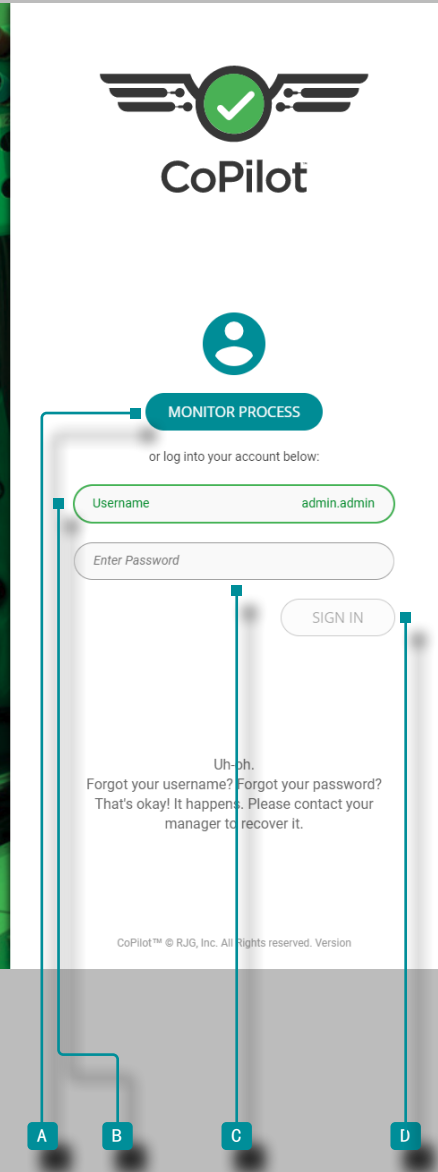 CoPilot™
MONITOR PROCESS
or log into your account below:
Username admin.admin
Enter Password
SIGN IN
Uh-oh.
Forgot your username? Forgot your password?
That's okay! It happens. Please contact your
manager to recover it.
CoPilot™ © RJG, Inc. All Rights reserved. Version
A B C D